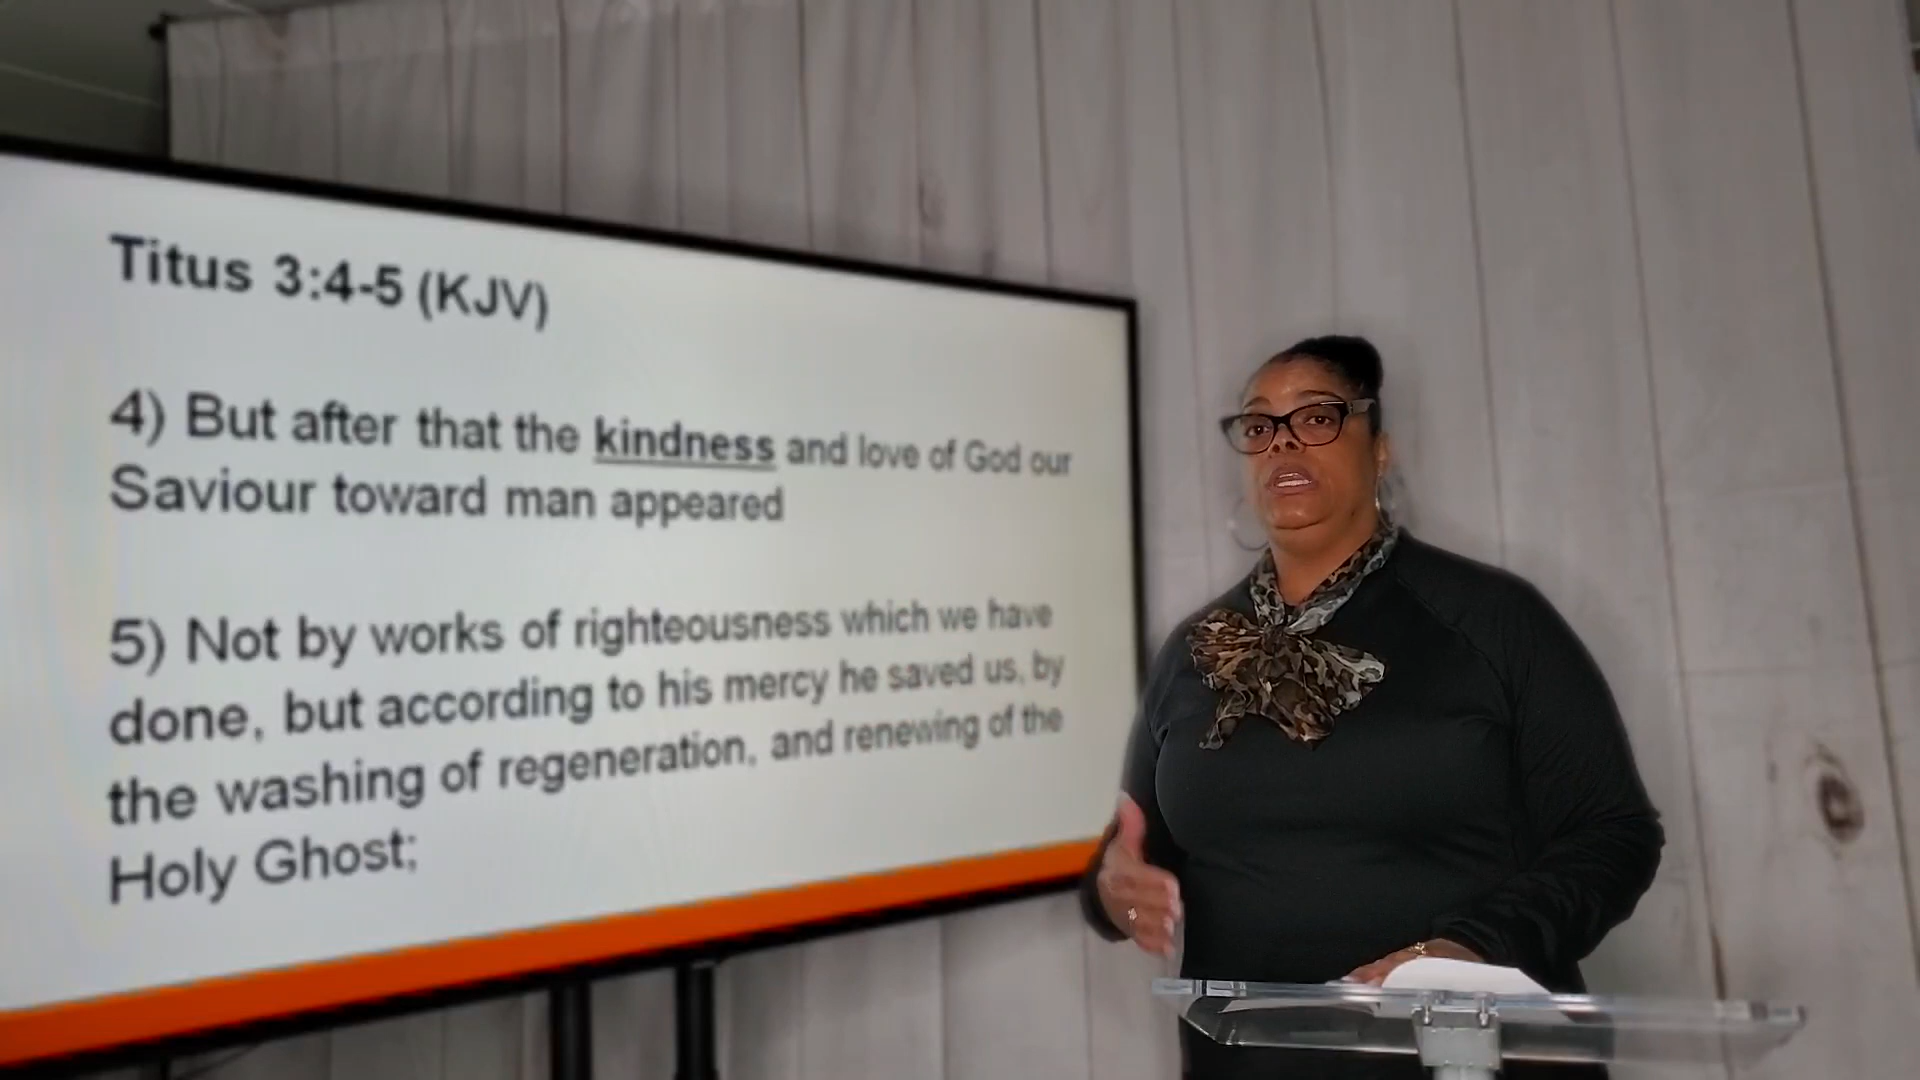 Titus 3:4-5 (KJV)
4) But after that the kindness and love of God our
Saviour toward man appeared
5) Not by works of righteousness which we have
done, but according to his mercy he saved us, by
the washing of regeneration, and renewing of the
Holy Ghost;